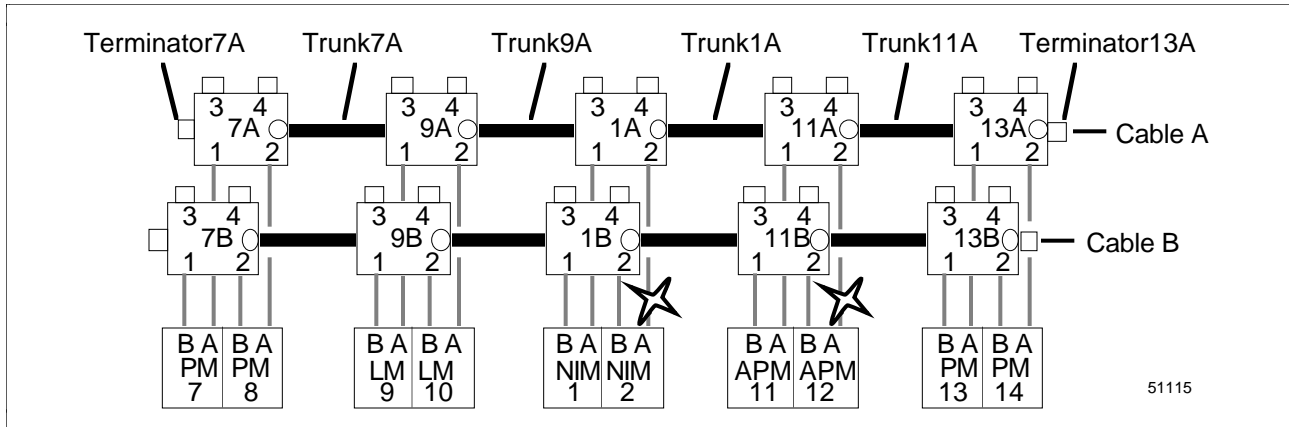 Terminator7A Trunk7A Trunk9A Trunk1A Trunk11A Terminator13A
3 4 3 4 3 4 3 4 3 4
7A 9A 1A 11A 13A Cable A
1 2 1 2 1 2 1 2 1 2
3 4 3 4 3 4 3 4 3 4
7B 9B 1B 11B 13B Cable B
1 2 1 2 1 2 1 2 1 2
B A B A B A B A B A B A B A B A B A B A
PM PM LM LM NIM NIM APM APM PM PM
7 8 9 10 1 2 11 12 13 14
51115